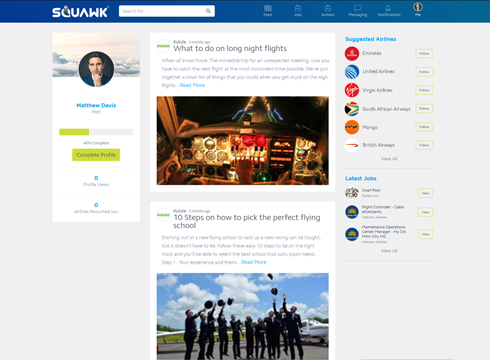 SQUAWK
Search for:
Feed
Jobs
Airlines
Messaging
Notifications
Me
Matthew Davis
Pilot
40% Complete
Complete Profile
0
Profile Views
0
Airlines favourited you
Kulula · 3 months ago
What to do on long night flights
When all know those. The immediate trip for an unexpected meeting, now you
have to catch the next flight at the most inconvenient time possible. We've put
together a small list of things that you could when you get stuck on the nigh
flights ...Read More
Kulula · 3 months ago
10 Steps on how to pick the perfect flying
school
Starting out at a new flying school to rack up a new rating can be tought,
but it doesn't have to be. Follow these easy 10 steps to be on the right
track and you'll be able to select the best school that suits yours needs.
Step 1 - Your experience and theirs ...Read More
Suggested Airlines
Emirates
Follow
United Airlines
Follow
Virgin Airlines
Follow
South African Airways
Follow
Mango
Follow
British Airways
Follow
View All
Latest Jobs
Chief Pilot
View
Flight Controller - Cabin
Attendants
Vietnam Airlines
View
Maintenance Operations
Center Manager - Ho Chi
Minh City HQ
Vietnam Airlines
View
View All